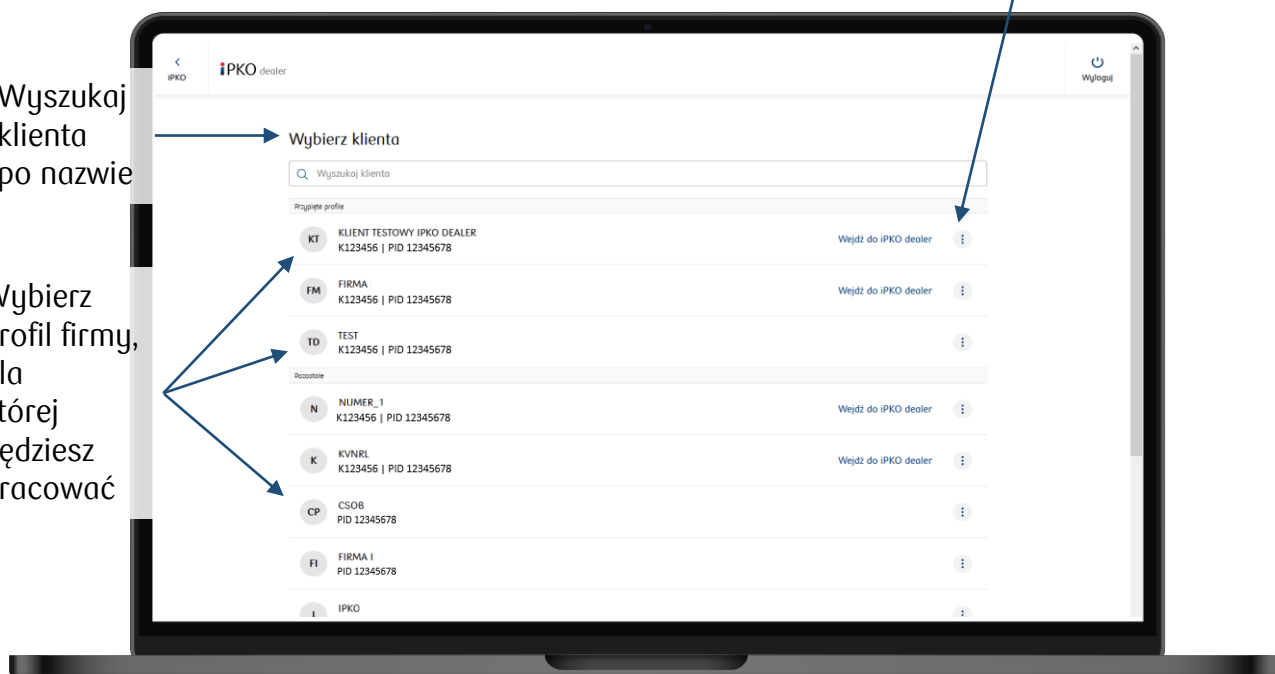 iPKO
iPKO dealer
Wyloguj
Wyszukaj
klienta
po nazwie
Wybierz klienta
Wyszukaj klienta
Przypięte profile
KT KLIENT TESTOWY IPKO DEALER Wejdź do iPKO dealer
K123456 | PID 12345678
FM FIRMA Wejdź do iPKO dealer
K123456 | PID 12345678
TD TEST
K123456 | PID 12345678
ybierz
rofil firmy,
la
tórej
ędziesz
racować
Pozostałe
N NUMER_1 Wejdź do iPKO dealer
K123456 | PID 12345678
K KVNRL Wejdź do iPKO dealer
K123456 | PID 12345678
CP CSOB
PID 12345678
FI FIRMA I
PID 12345678
I IPKO